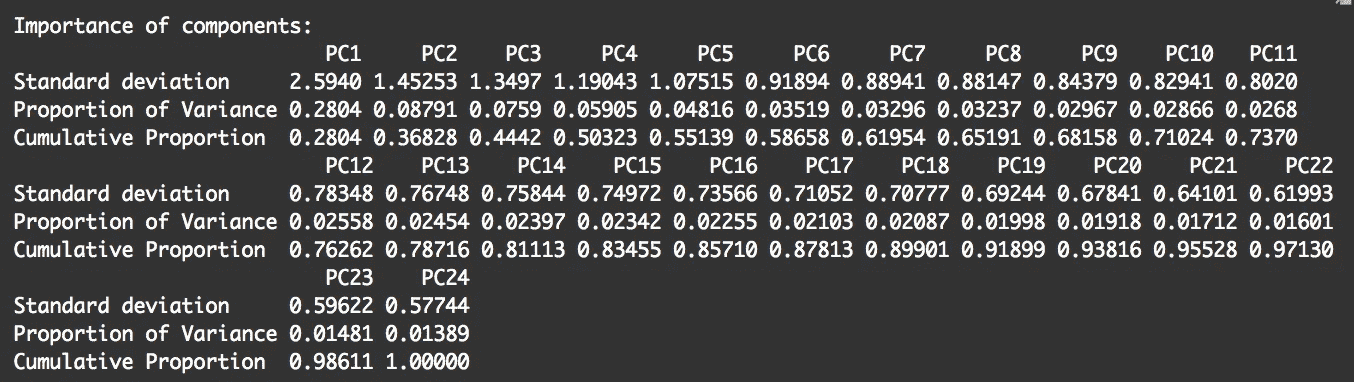 Importance of components:
PC1 PC2 PC3 PC4 PC5 PC6 PC7 PC8 PC9 PC10 PC11
Standard deviation 2.5940 1.45253 1.3497 1.19043 1.07515 0.91894 0.88941 0.88147 0.84379 0.82941 0.8020
Proportion of Variance 0.2804 0.08791 0.0759 0.05905 0.04816 0.03519 0.03296 0.03237 0.02967 0.02866 0.0268
Cumulative Proportion 0.2804 0.36828 0.4442 0.50323 0.55139 0.58658 0.61954 0.65191 0.68158 0.71024 0.7370
PC12 PC13 PC14 PC15 PC16 PC17 PC18 PC19 PC20 PC21 PC22
Standard deviation 0.78348 0.76748 0.75844 0.74972 0.73566 0.71052 0.70777 0.69244 0.67841 0.64101 0.61993
Proportion of Variance 0.02558 0.02454 0.02397 0.02342 0.02255 0.02103 0.02087 0.01998 0.01918 0.01712 0.01601
Cumulative Proportion 0.76262 0.78716 0.81113 0.83455 0.85710 0.87813 0.89901 0.91899 0.93816 0.95528 0.97130
PC23 PC24
Standard deviation 0.59622 0.57744
Proportion of Variance 0.01481 0.01389
Cumulative Proportion 0.98611 1.00000